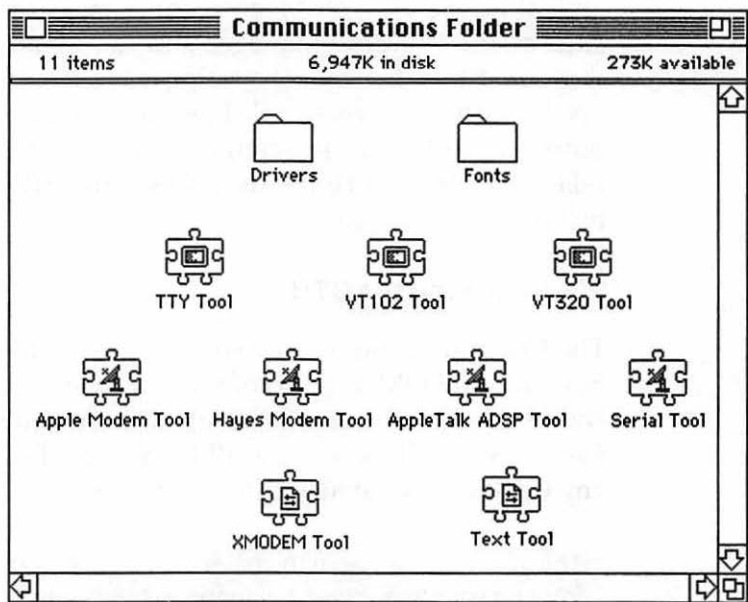 Communications Folder
11 items 6,947K in disk 273K available
Drivers Fonts
TTY Tool VT102 Tool VT320 Tool
Apple Modem Tool Hayes Modem Tool AppleTalk ADSP Tool Serial Tool
XMODEM Tool Text Tool